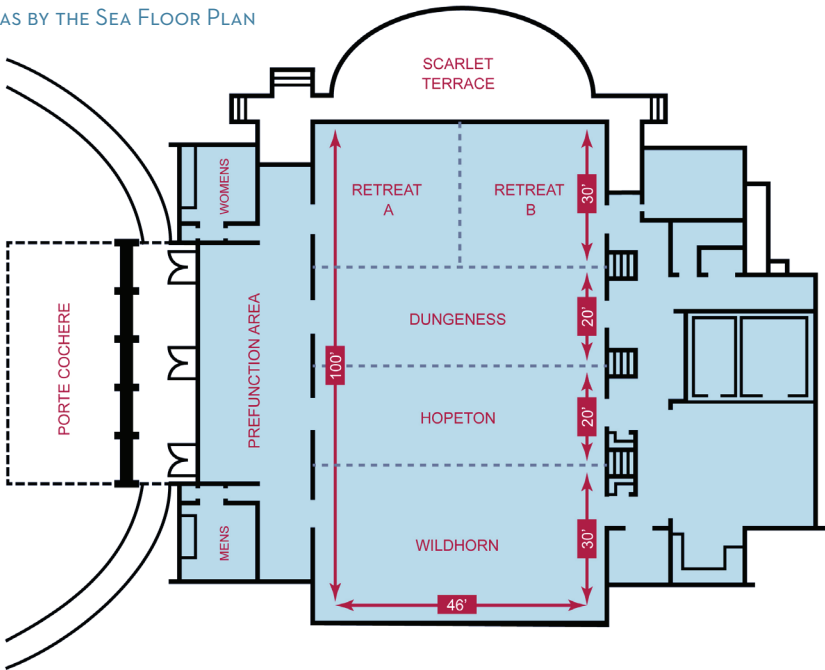 AS BY THE SEA FLOOR PLAN
SCARLET
TERRACE
WOMENS
RETREAT
A
RETREAT
B
30'
PORTE COCHERE
PREFUNCTION AREA
100'
DUNGENESS
20'
HOPETON
20'
MENS
WILDHORN
30'
46'